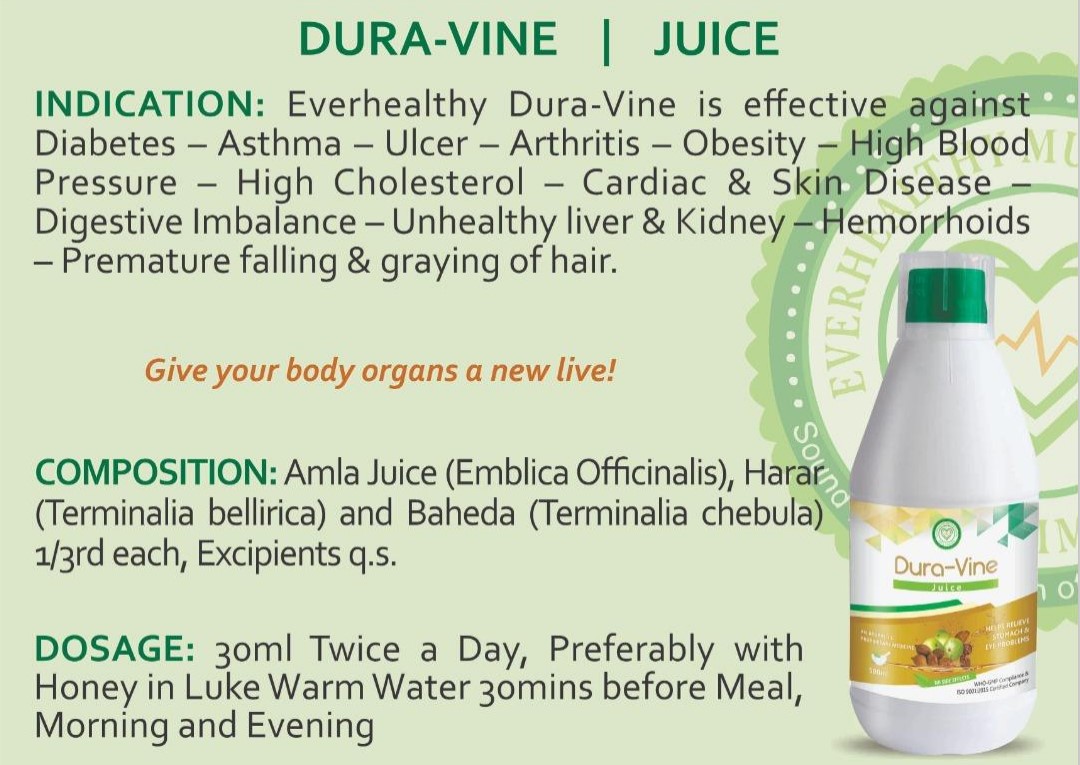 DURA-VINE | JUICE
INDICATION: Everhealthy Dura-Vine is effective against
Diabetes – Asthma – Ulcer – Arthritis – Obesity – High Blood
Pressure – High Cholesterol – Cardiac & Skin Disease –
Digestive Imbalance – Unhealthy liver & Kidney – Hemorrhoids
– Premature falling & graying of hair.
Give your body organs a new live!
COMPOSITION: Amla Juice (Emblica Officinalis), Harar
(Terminalia bellirica) and Baheda (Terminalia chebula)
1/3rd each, Excipients q.s.
DOSAGE: 30ml Twice a Day, Preferably with
Honey in Luke Warm Water 30mins before Meal,
Morning and Evening
EVERHEALTHY MU
Sound
Dura-Vine
Juice
HELPS RELIEVE
STOMACH &
EYE PROBLEMS
WHO-GMP Compliance &
ISO 9001:2015 Certified Company